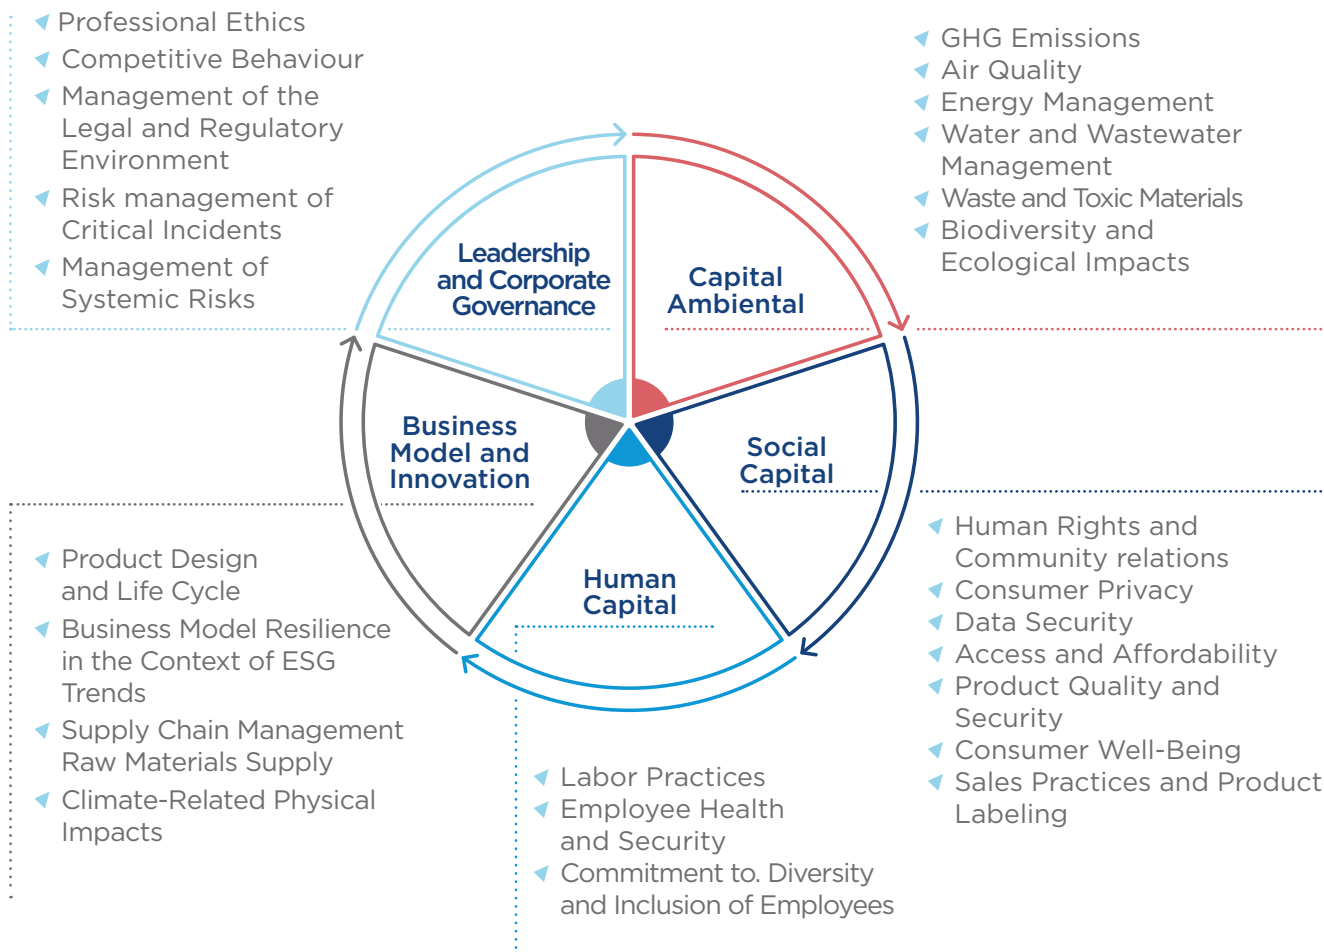 Professional Ethics
Competitive Behaviour
Management of the
Legal and Regulatory
Environment
Risk management of
Critical Incidents
Management of
Systemic Risks
GHG Emissions
Air Quality
Energy Management
Water and Wastewater
Management
Waste and Toxic Materials
Biodiversity and
Ecological Impacts
Leadership
and Corporate
Governance
Capital
Ambiental
Business
Model and
Innovation
Social
Capital
Human
Capital
Product Design
and Life Cycle
Business Model Resilience
in the Context of ESG
Trends
Supply Chain Management
Raw Materials Supply
Climate-Related Physical
Impacts
Labor Practices
Employee Health
and Security
Commitment to. Diversity
and Inclusion of Employees
Human Rights and
Community relations
Consumer Privacy
Data Security
Access and Affordability
Product Quality and
Security
Consumer Well-Being
Sales Practices and Product
Labeling